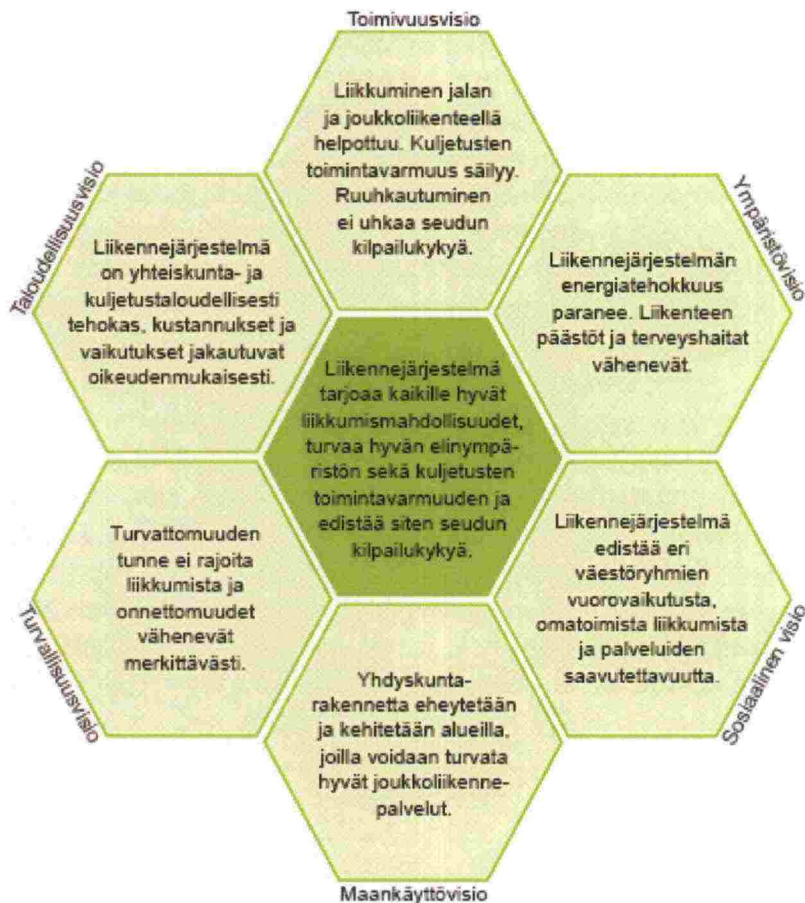 Toimivuusvisio
Liikkuminen jalan
ja joukkoliikenteellä
helpottuu. Kuljetusten
toimintavarmuus säilyy.
Ruuhkautuminen
ei uhkaa seudun
kilpailukykyä.
Taloudellisuusvisio
Liikennejärjestelmä
on yhteiskunta- ja
kuljetustaloudellisesti
tehokas, kustannukset ja
vaikutukset jakautuvat
oikeudenmukaisesti.
Ympäristövisio
Liikennejärjestelmän
energiatehokkuus
paranee. Liikenteen
päästöt ja terveyshaitat
vähenevät.
Liikennejärjestelmä
tarjoaa kaikille hyvät
liikkumismahdollisuudet,
turvaa hyvän elinympä-
ristön sekä kuljetusten
toimintavarmuuden ja
edistää siten seudun
kilpailukykyä.
Turvallisuusvisio
Turvattomuuden
tunne ei rajoita
liikkumista ja
onnettomuudet
vähenevät
merkittävästi.
Sosiaalinen visio
Liikennejärjestelmä
edistää eri
väestöryhmien
vuorovaikutusta,
omatoimista liikkumista
ja palveluiden
saavutettavuutta.
Yhdyskunta-
rakennetta eheytetään
ja kehitetään alueilla,
joilla voidaan turvata
hyvät joukkoliikenne-
palvelut.
Maankäyttövisio